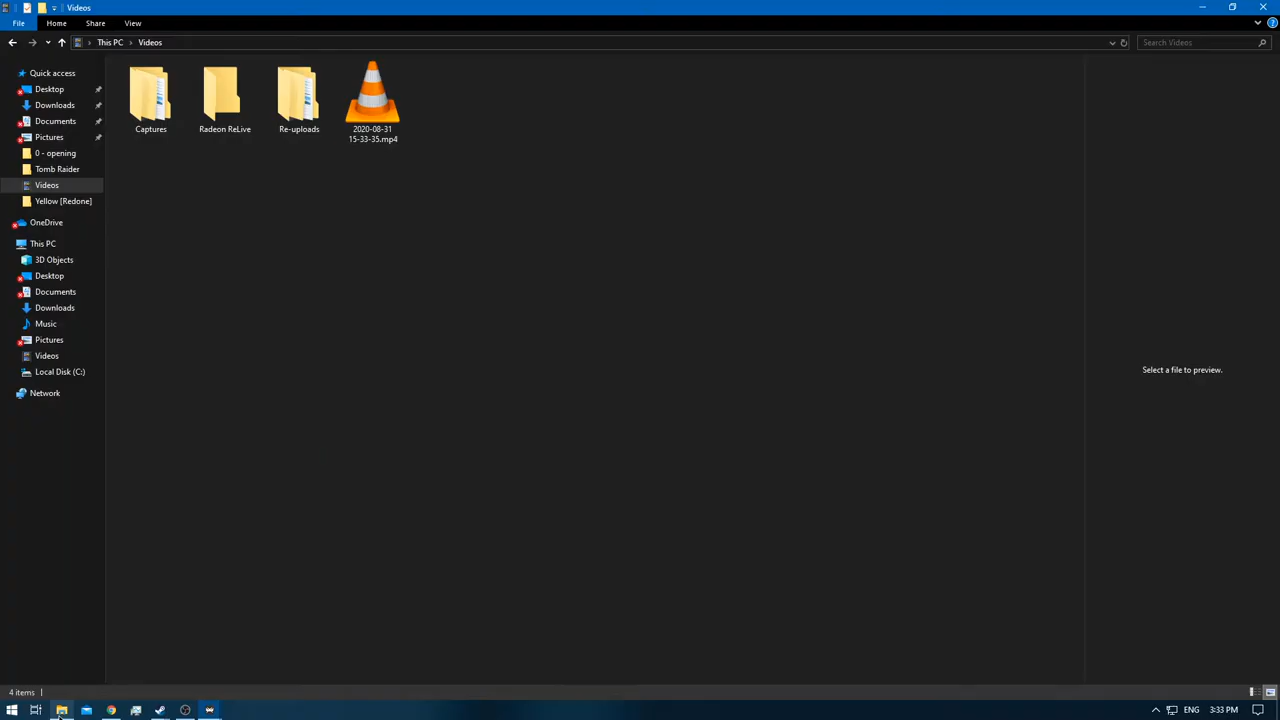 Videos
File Home Share View
This PC Videos Search Videos
Quick access
Desktop
Downloads
Documents
Pictures
0 - opening
Tomb Raider
Videos
Yellow [Redone]
OneDrive
This PC
3D Objects
Desktop
Documents
Downloads
Music
Pictures
Videos
Local Disk (C:)
Network
Captures
Radeon ReLive
Re-uploads
2020-08-31
15-33-35.mp4
Select a file to preview.
4 items
ENG 3:33 PM